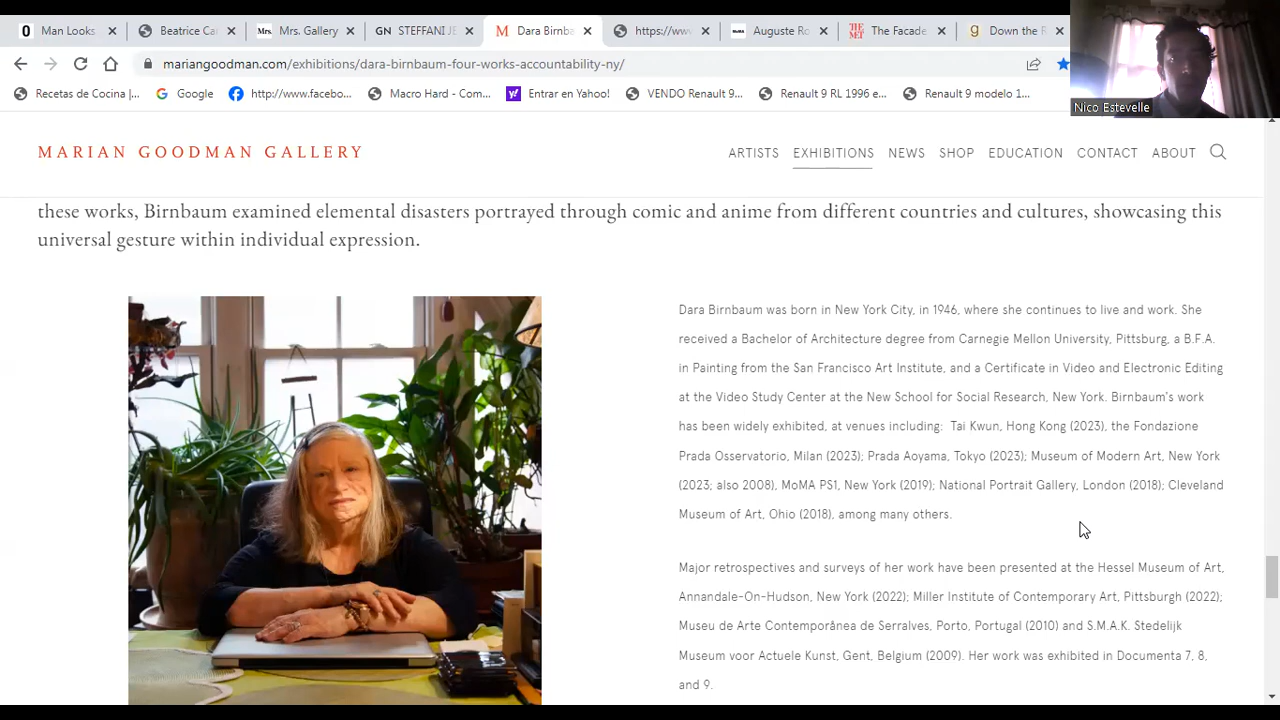 Man Looks
Beatrice Car
Mrs. Mrs. Gallery
GN STEFFANI JE
M Dara Birnba
https://ww
MoMA Auguste Ro
THE MET The Facade
g Down the R
mariangoodman.com/exhibitions/dara-birnbaum-four-works-accountability-ny/
Nico Estevelle
Recetas de Cocina |...
Google
http://www.facebo...
Macro Hard - Com...
Entrar en Yahoo!
VENDO Renault 9...
Renault 9 RL 1996 e...
Renault 9 modelo 1...
MARIAN GOODMAN GALLERY
ARTISTS EXHIBITIONS NEWS SHOP EDUCATION CONTACT ABOUT
these works, Birnbaum examined elemental disasters portrayed through comic and anime from different countries and cultures, showcasing this
universal gesture within individual expression.
Dara Birnbaum was born in New York City, in 1946, where she continues to live and work. She
received a Bachelor of Architecture degree from Carnegie Mellon University, Pittsburg, a B.F.A.
in Painting from the San Francisco Art Institute, and a Certificate in Video and Electronic Editing
at the Video Study Center at the New School for Social Research, New York. Birnbaum's work
has been widely exhibited, at venues including: Tai Kwun, Hong Kong (2023), the Fondazione
Prada Osservatorio, Milan (2023); Prada Aoyama, Tokyo (2023); Museum of Modern Art, New York
(2023; also 2008), MoMA PS1, New York (2019); National Portrait Gallery, London (2018); Cleveland
Museum of Art, Ohio (2018), among many others.
Major retrospectives and surveys of her work have been presented at the Hessel Museum of Art,
Annandale-On-Hudson, New York (2022); Miller Institute of Contemporary Art, Pittsburgh (2022);
Museu de Arte Contemporânea de Serralves, Porto, Portugal (2010) and S.M.A.K. Stedelijk
Museum voor Actuele Kunst, Gent, Belgium (2009). Her work was exhibited in Documenta 7, 8,
and 9.